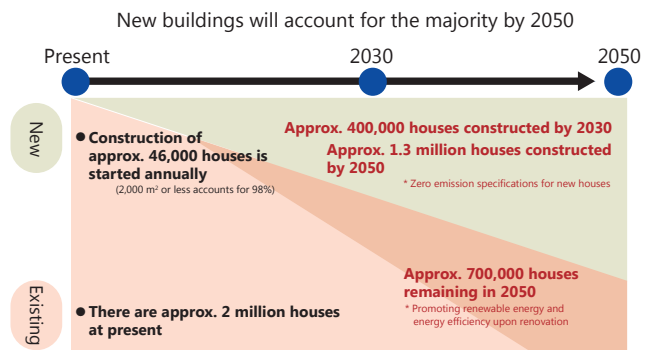 New buildings will account for the majority by 2050
Present
2030
2050
New
● Construction of
approx. 46,000 houses is
started annually
(2,000 m² or less accounts for 98%)
Approx. 400,000 houses constructed by 2030
Approx. 1.3 million houses constructed
by 2050
* Zero emission specifications for new houses
Existing
● There are approx. 2 million houses
at present
Approx. 700,000 houses
remaining in 2050
* Promoting renewable energy and
energy efficiency upon renovation